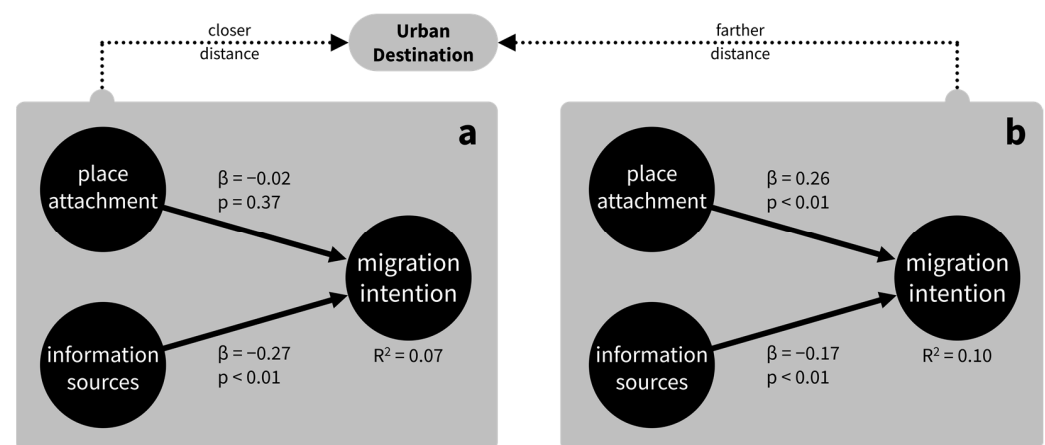 closer
distance
Urban
Destination
farther
distance
a
place
attachment
β = −0.02
p = 0.37
migration
intention
information
sources
β = −0.27
p < 0.01
R² = 0.07
b
place
attachment
β = 0.26
p < 0.01
migration
intention
information
sources
β = −0.17
p < 0.01
R² = 0.10